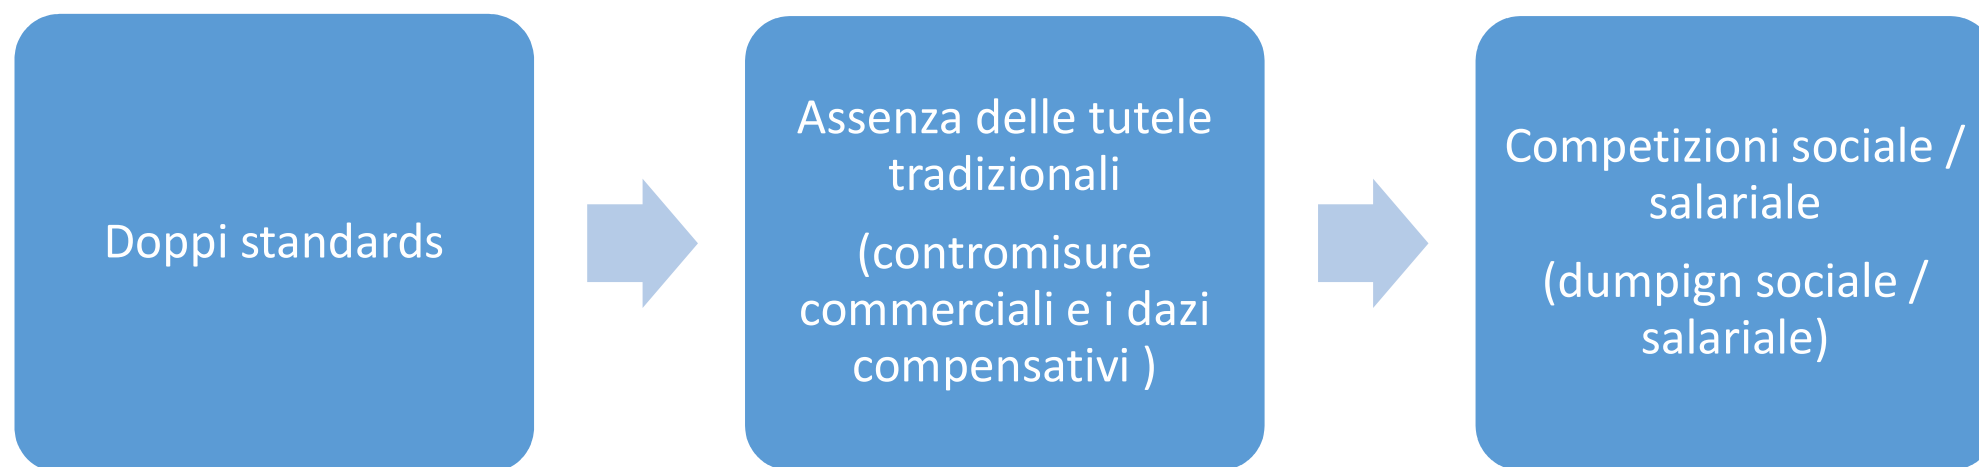 Doppi standards
Assenza delle tutele
tradizionali
(contromisure
commerciali e i dazi
compensativi )
Competizioni sociale /
salariale
(dumpign sociale /
salariale)